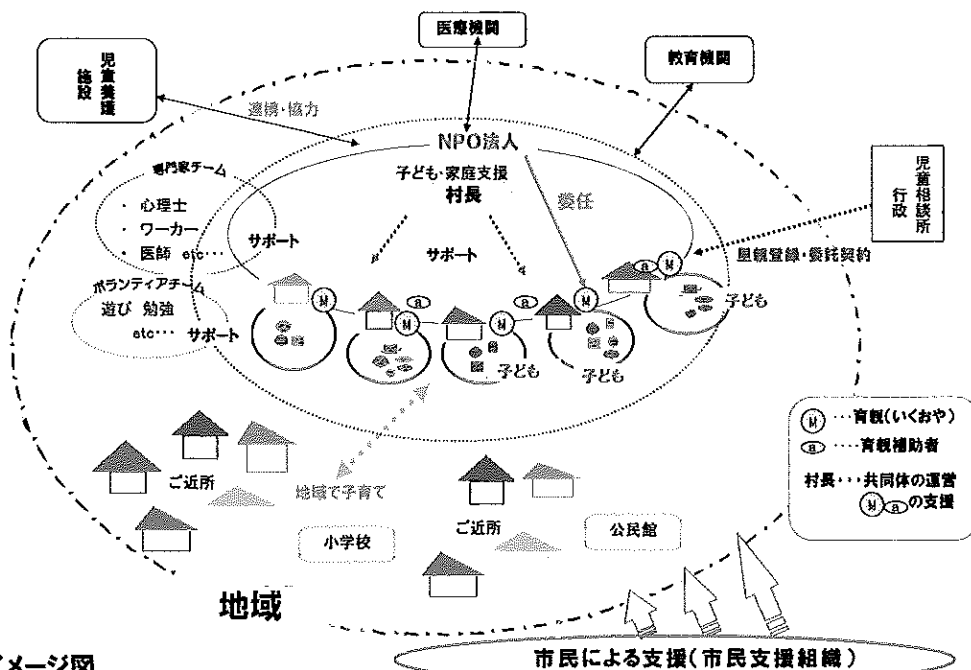 医療機関
児童養護
施設
教育機関
連携・協力
NPO法人
子ども・家庭支援
村長
委任
児童相談所
行政
専門家チーム
・ 心理士
・ ワーカー
・ 医師 etc…
サポート
サポート
里親登録・委託契約
ボランティアチーム
遊び 勉強
etc…
サポート
M
a
M
a
M
M
a
M
子ども
子ども
子ども
M …育親(いくおや)
a …育親補助者
村長…共同体の運営
M a の支援
ご近所
地域で子育て
ご近所
小学校
公民館
地域
イメージ図
市民による支援(市民支援組織)